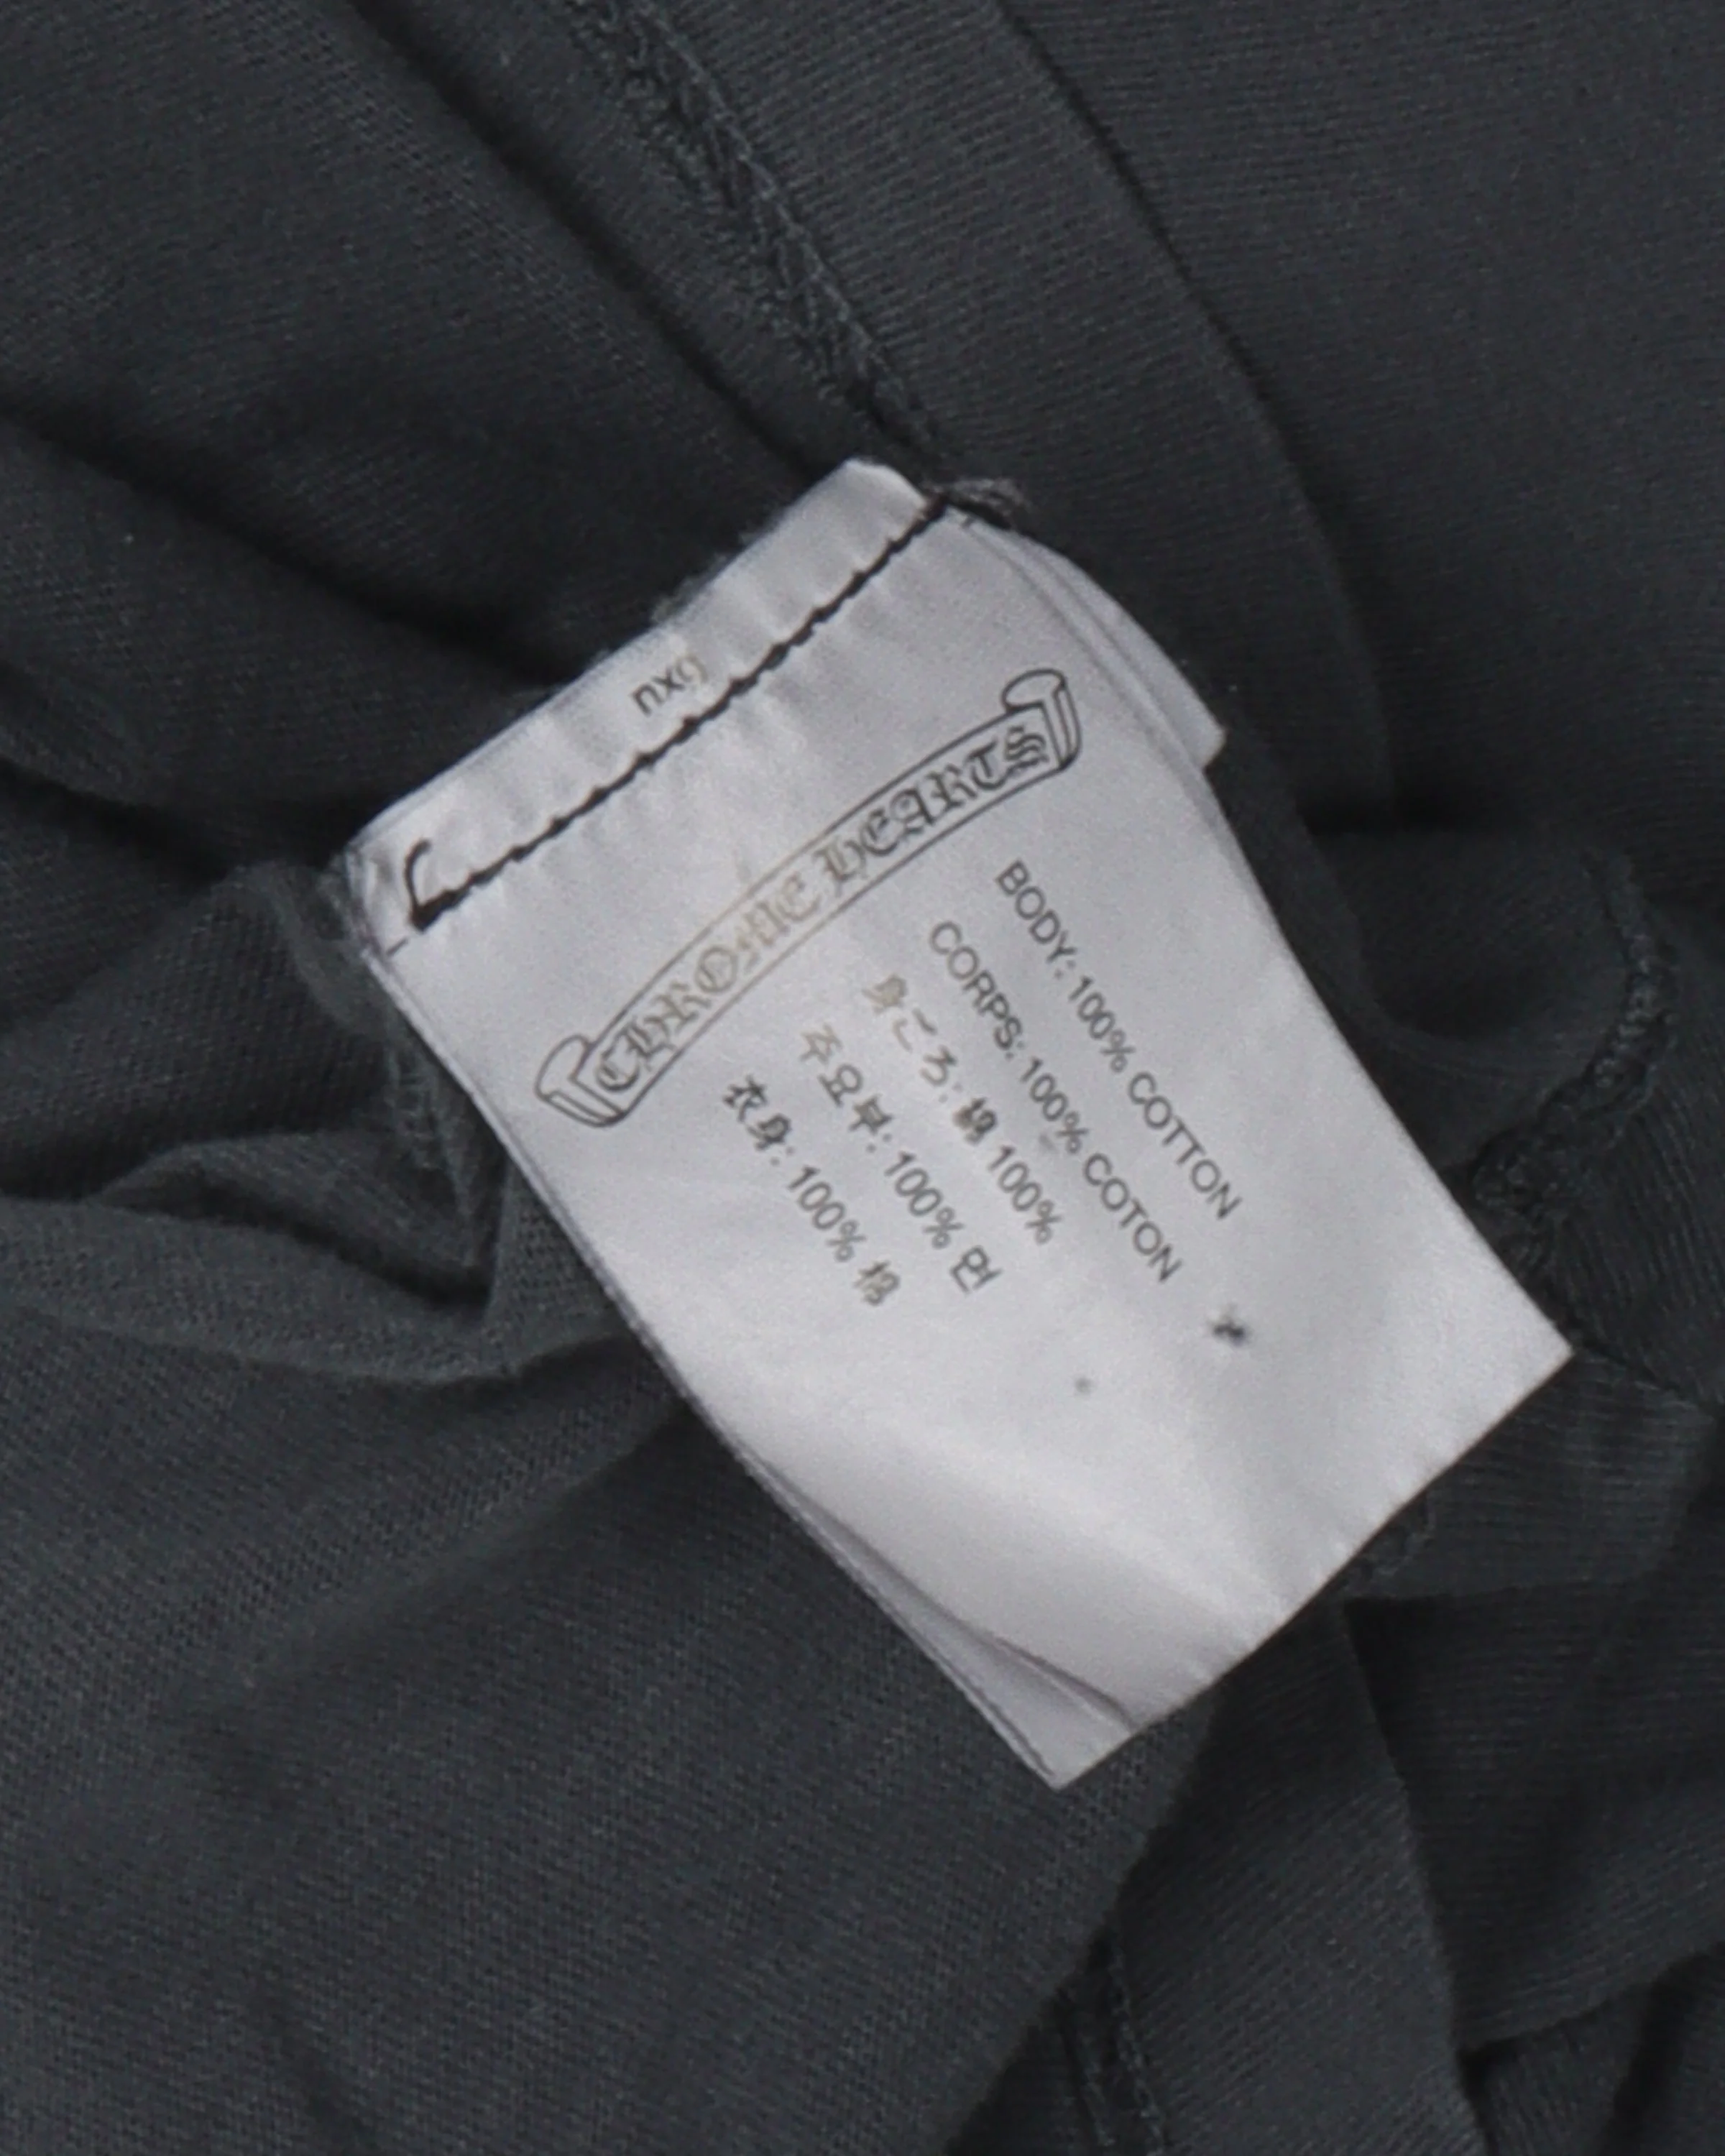 nxg
CHROME HEARTS
BODY: 100% COTTON
CORPS: 100% COTON
身ごろ: 綿 100%
주요부: 100% 면
衣身: 100% 棉